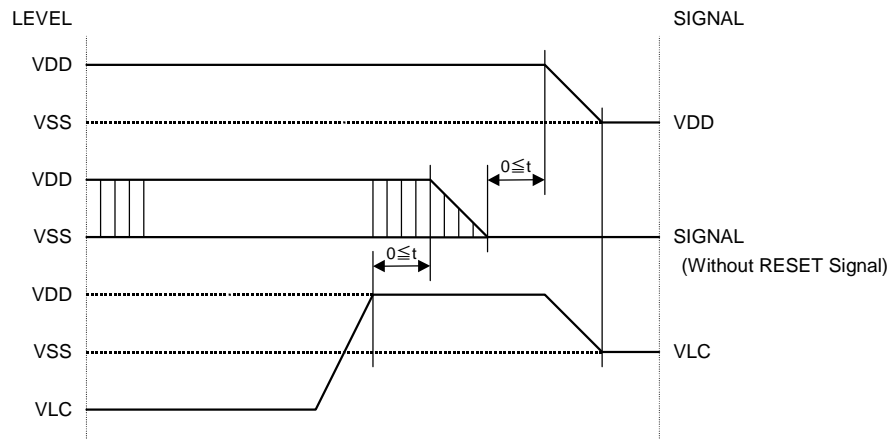 LEVEL SIGNAL
VDD
VSS VDD
0≦t
VDD
VSS SIGNAL
0≦t
(Without RESET Signal)
VDD
VSS VLC
VLC